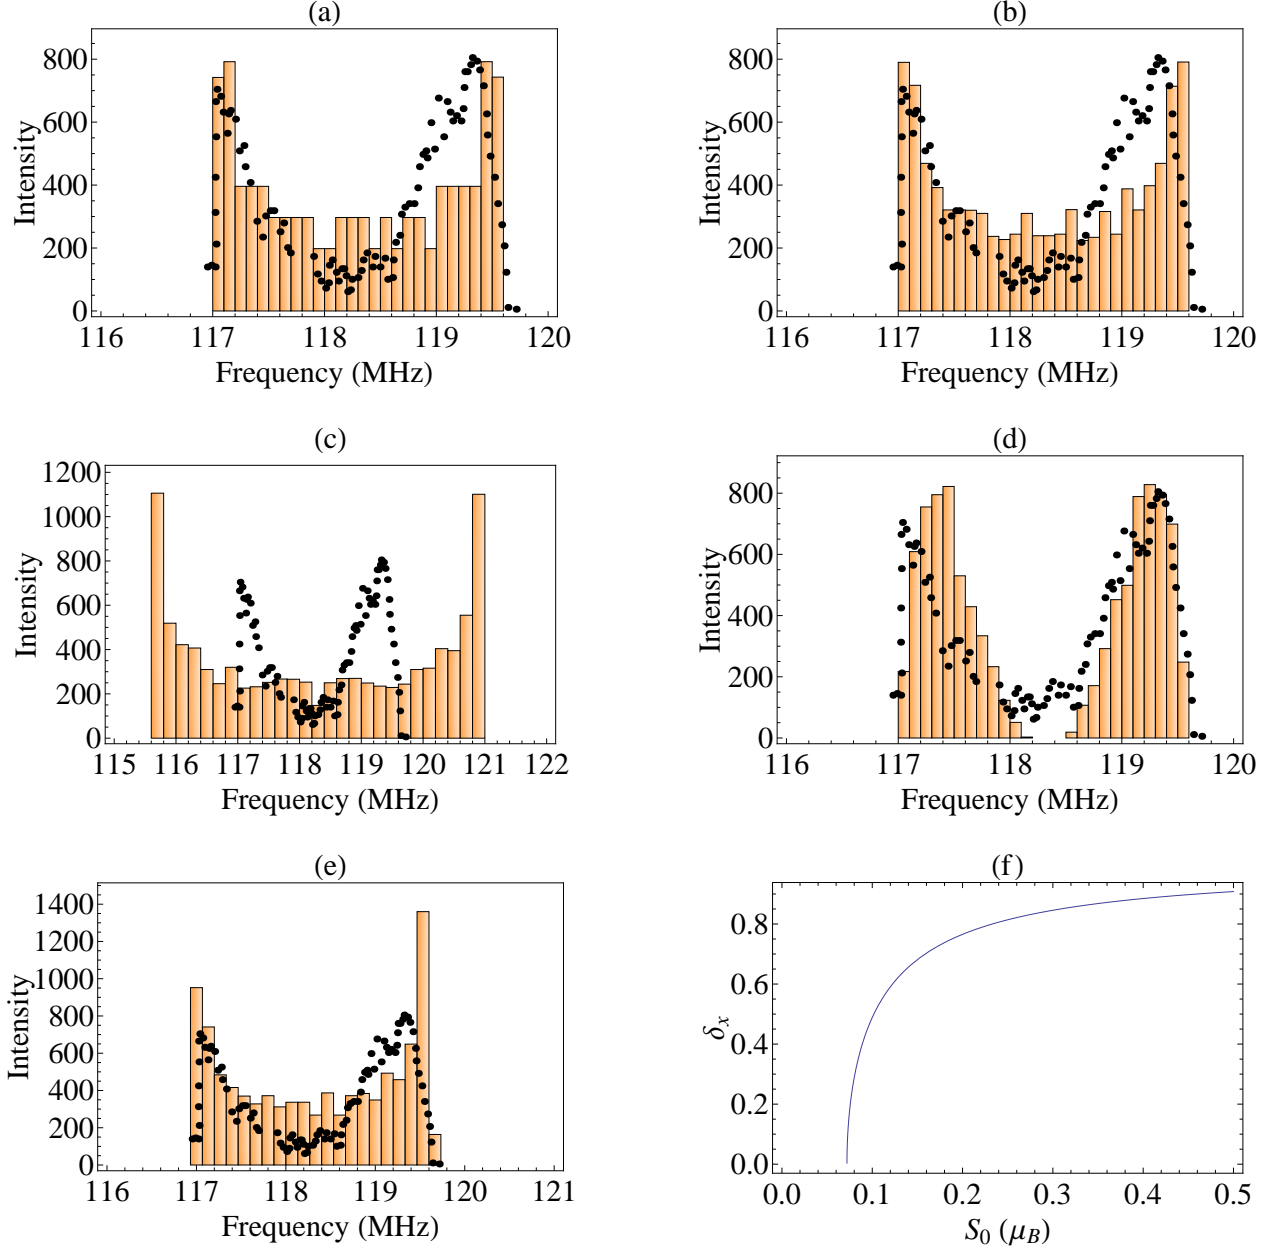 (a)
800
600
400
200
0
Intensity
116 117 118 119 120
Frequency (MHz)
(b)
800
600
400
200
0
Intensity
116 117 118 119 120
Frequency (MHz)
(c)
1200
1000
800
600
400
200
0
Intensity
115 116 117 118 119 120 121 122
Frequency (MHz)
(d)
800
600
400
200
0
Intensity
116 117 118 119 120
Frequency (MHz)
(e)
1400
1200
1000
800
600
400
200
0
Intensity
116 117 118 119 120 121
Frequency (MHz)
(f)
0.8
0.6
0.4
0.2
0.0
δx
0.0 0.1 0.2 0.3 0.4 0.5
S0 (μB)